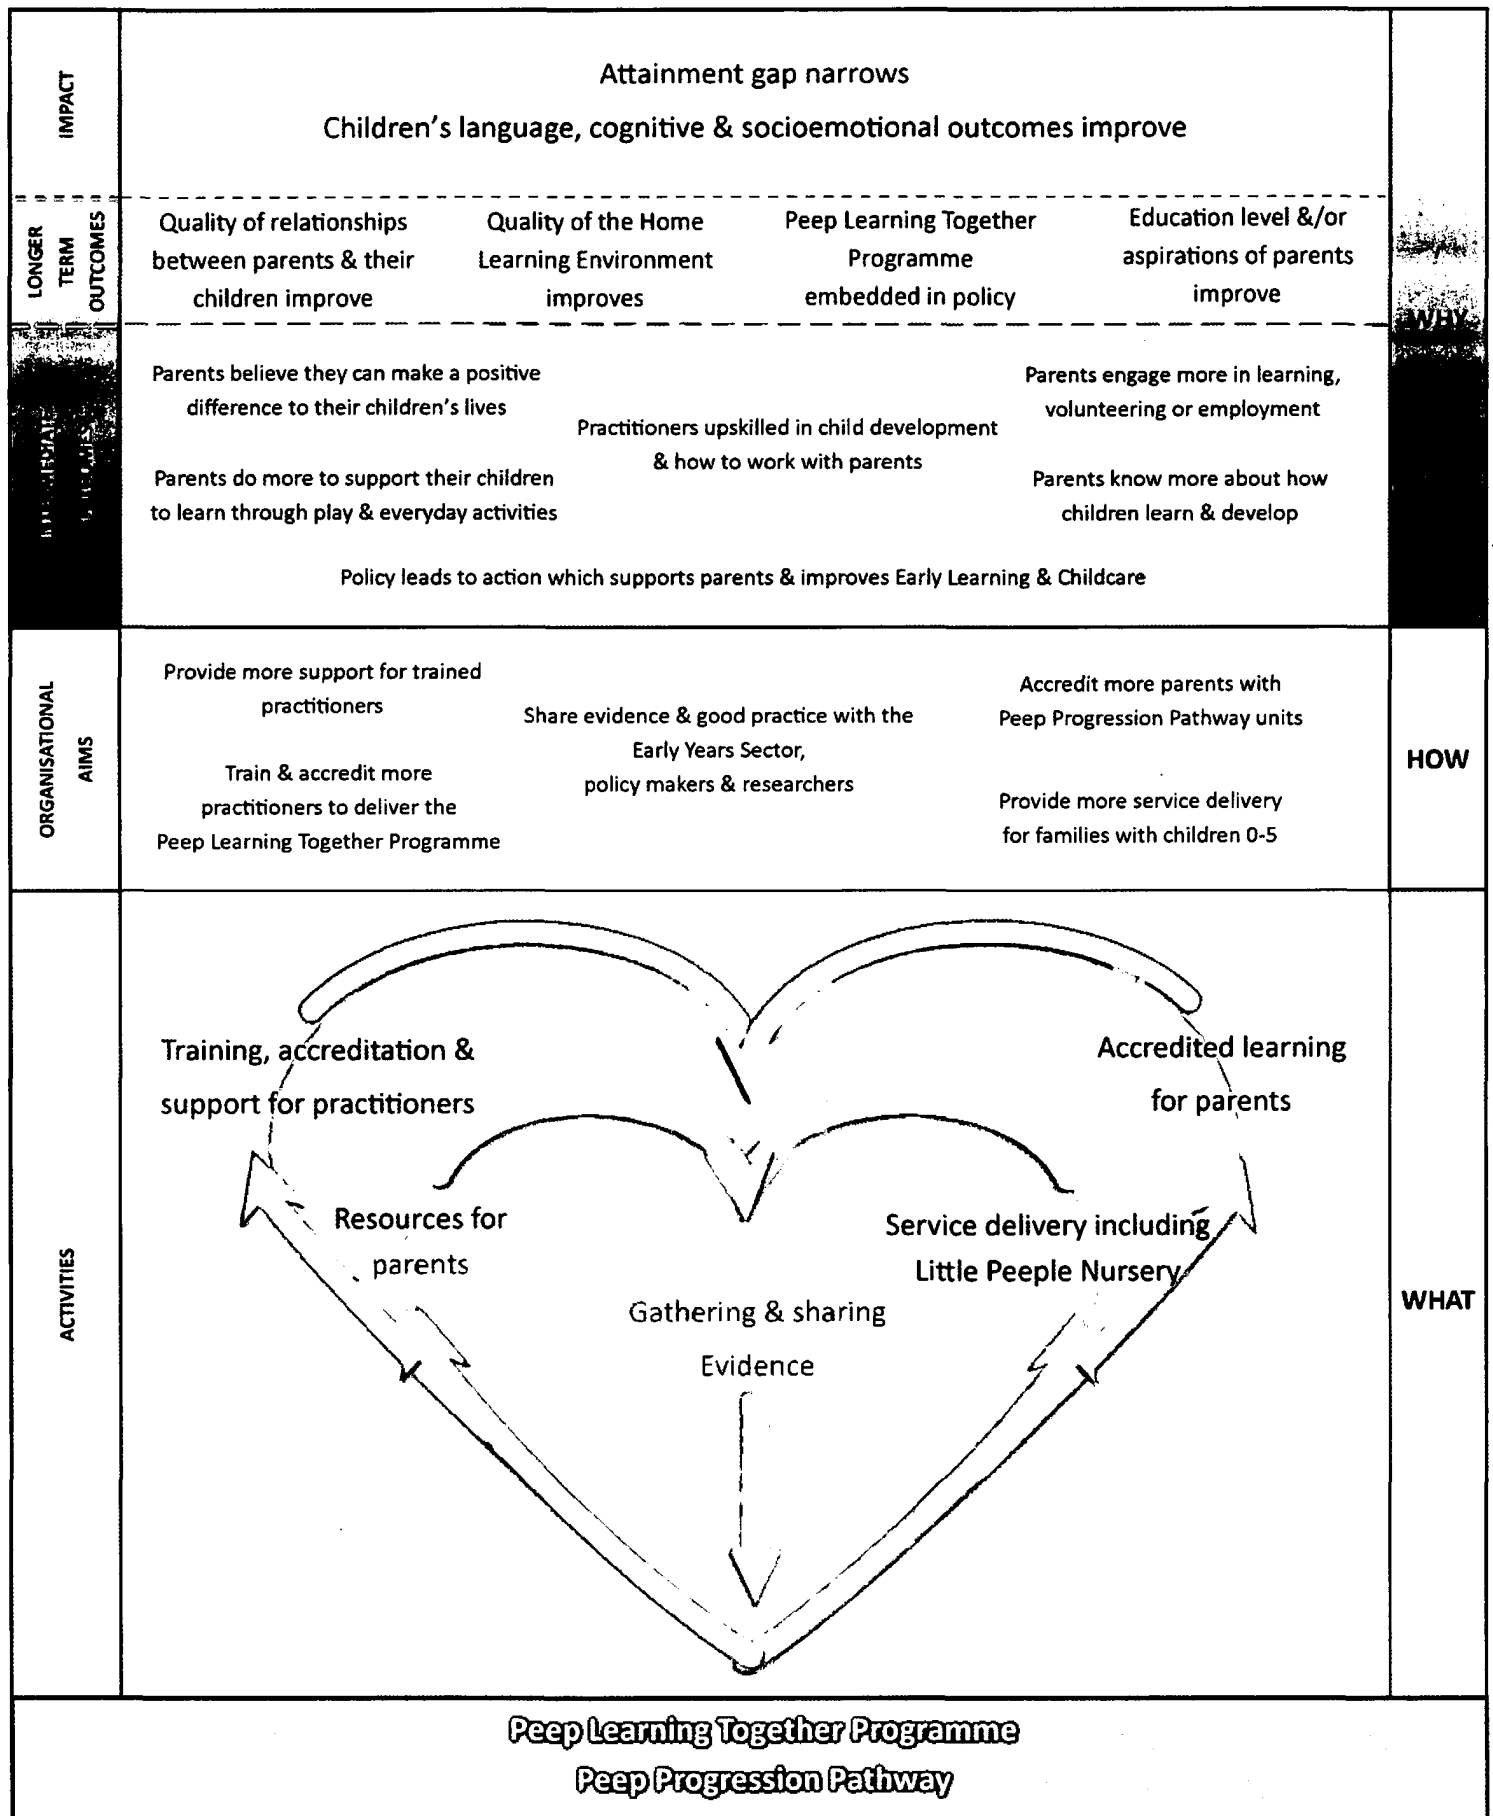 IMPACT
Attainment gap narrows
Children's language, cognitive & socioemotional outcomes improve
LONGER
TERM
OUTCOMES
Quality of relationships
between parents & their
children improve
Quality of the Home
Learning Environment
improves
Peep Learning Together
Programme
embedded in policy
Education level &/or
aspirations of parents
improve
WHY
Parents believe they can make a positive
difference to their children's lives
Parents do more to support their children
to learn through play & everyday activities
Practitioners upskilled in child development
& how to work with parents
Parents engage more in learning,
volunteering or employment
Parents know more about how
children learn & develop
Policy leads to action which supports parents & improves Early Learning & Childcare
ORGANISATIONAL
AIMS
Provide more support for trained
practitioners
Train & accredit more
practitioners to deliver the
Peep Learning Together Programme
Share evidence & good practice with the
Early Years Sector,
policy makers & researchers
Accredit more parents with
Peep Progression Pathway units
Provide more service delivery
for families with children 0-5
HOW
ACTIVITIES
Training, accreditation &
support for practitioners
Accredited learning
for parents
Resources for
parents
Service delivery including
Little Peeple Nursery
Gathering & sharing
Evidence
WHAT
Peep Learning Together Programme
Peep Progression Pathway